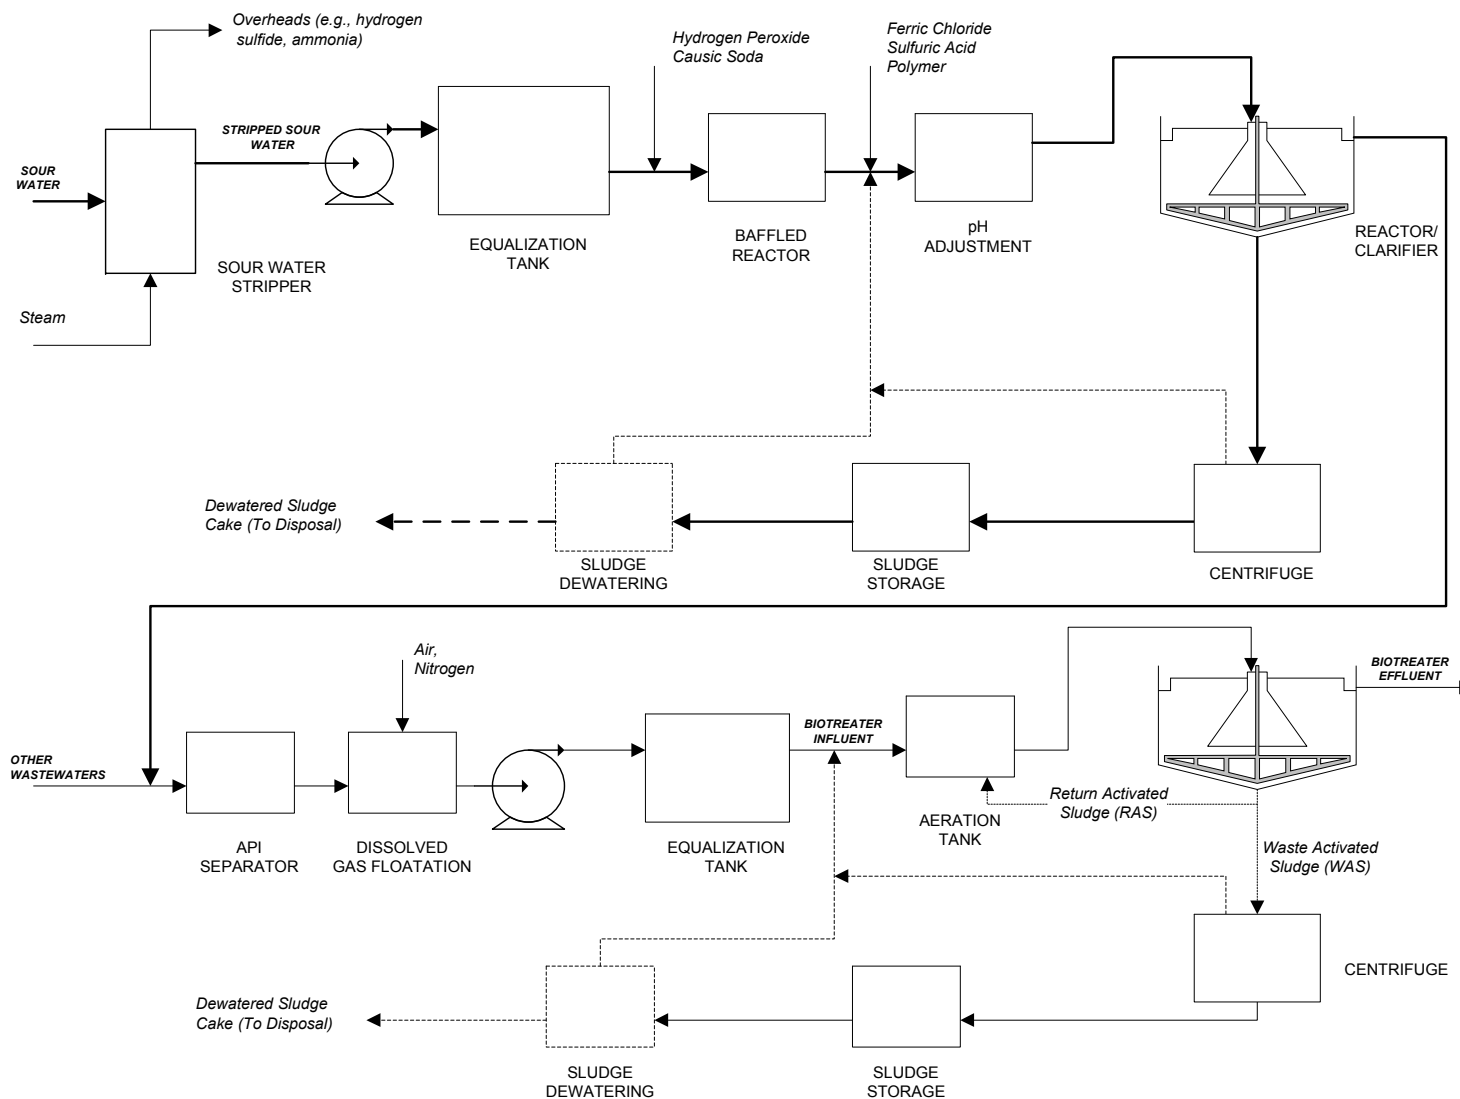 Overheads (e.g., hydrogen
sulfide, ammonia)
Hydrogen Peroxide
Causic Soda
Ferric Chloride
Sulfuric Acid
Polymer
STRIPPED SOUR
WATER
SOUR
WATER
EQUALIZATION
TANK
BAFFLED
REACTOR
pH
ADJUSTMENT
REACTOR/
CLARIFIER
SOUR WATER
STRIPPER
Steam
Dewatered Sludge
Cake (To Disposal)
SLUDGE
DEWATERING
SLUDGE
STORAGE
CENTRIFUGE
Air,
Nitrogen
BIOTREATER
EFFLUENT
BIOTREATER
INFLUENT
OTHER
WASTEWATERS
Return Activated
Sludge (RAS)
API
SEPARATOR
DISSOLVED
GAS FLOATATION
EQUALIZATION
TANK
AERATION
TANK
Waste Activated
Sludge (WAS)
CENTRIFUGE
Dewatered Sludge
Cake (To Disposal)
SLUDGE
DEWATERING
SLUDGE
STORAGE